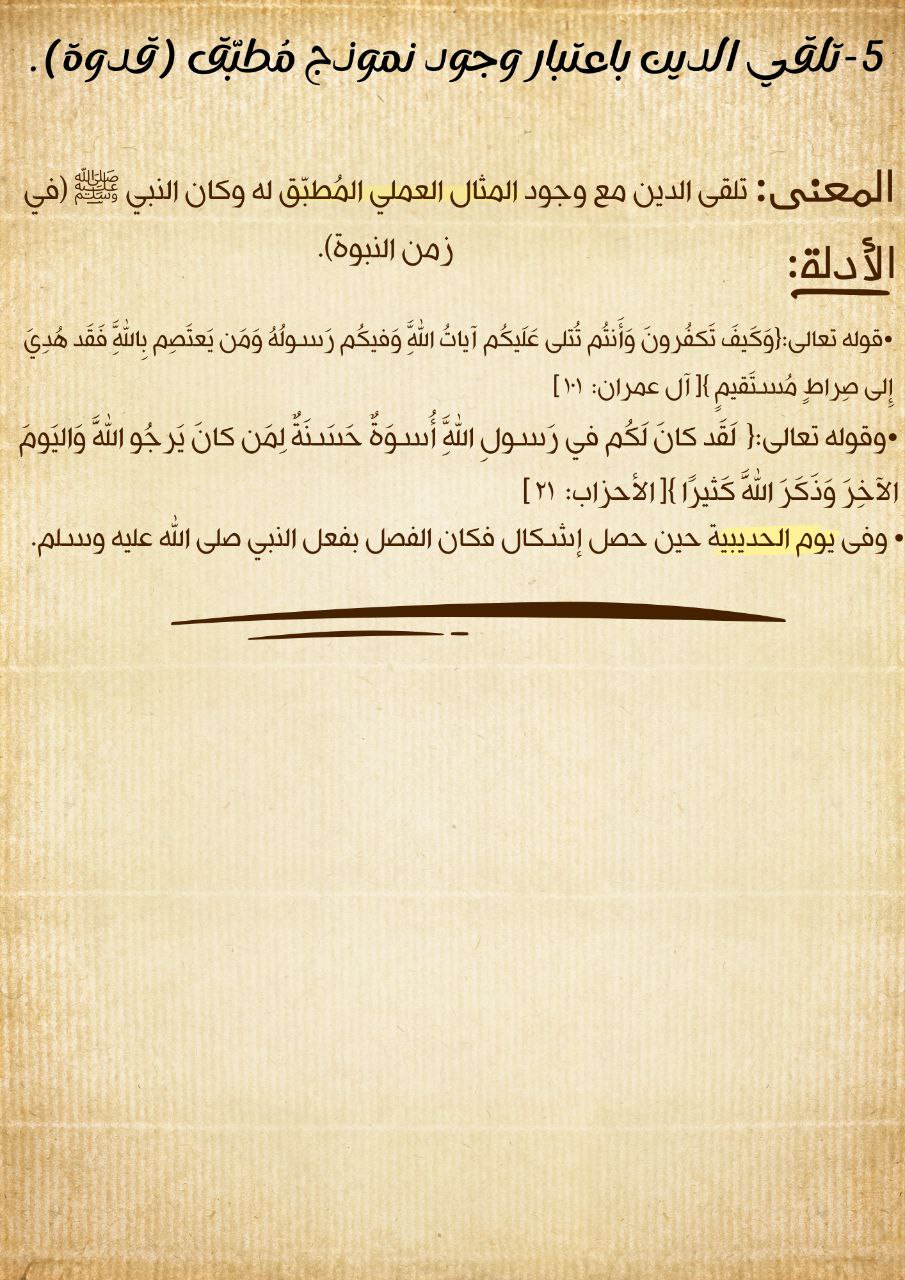 5-تلقي الدين باعتبار وجود نموذج مُطبّق (قدوة).
المعنى: تلقى الدين مع وجود المثال العملي المُطبّق له وكان النبي ﷺ (في
زمن النبوة).
الأدلة:
•قوله تعالى:{وَكَيفَ تَكفُرونَ وَأَنتُم تُتلى عَلَيكُم آياتُ اللَّهِ وَفيكُم رَسولُهُ وَمَن يَعتَصِم بِاللَّهِ فَقَد هُدِيَ
إِلى صِراطٍ مُستَقيمٍ }[ آل عمران: ١٠١ ]
•وقوله تعالى:{ لَقَد كانَ لَكُم في رَسولِ اللَّهِ أُسوَةٌ حَسَنَةٌ لِمَن كانَ يَرجُو اللَّهَ وَاليَومَ
الآخِرَ وَذَكَرَ اللَّهَ كَثيرًا }[ الأحزاب: ٢١ ]
• وفى يوم الحديبية حين حصل إشكال فكان الفصل بفعل النبي صلى الله عليه وسلم.